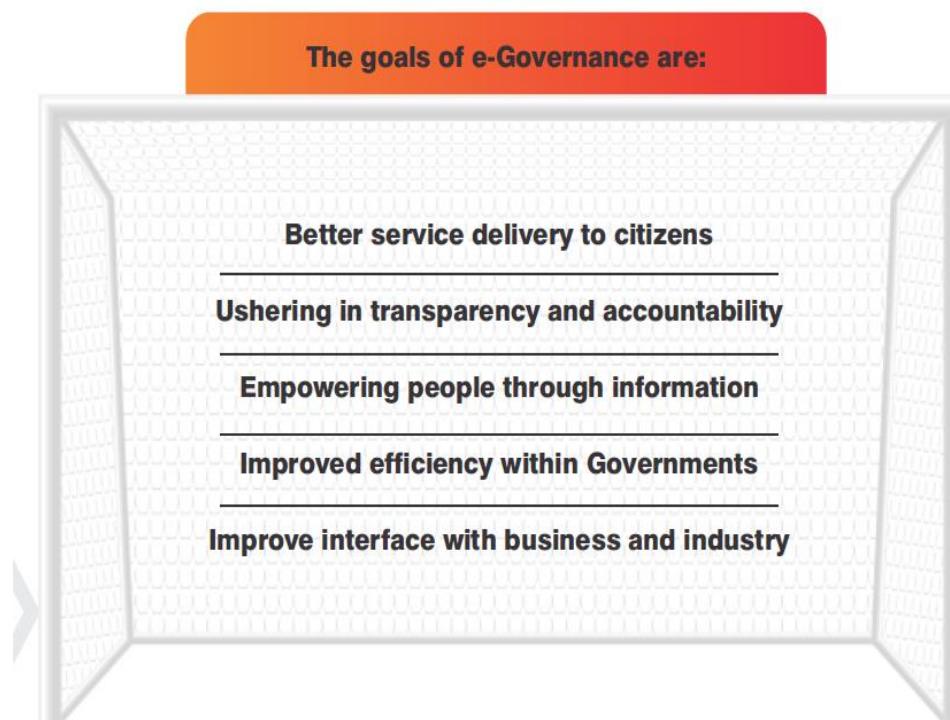 The goals of e-Governance are:
Better service delivery to citizens
Ushering in transparency and accountability
Empowering people through information
Improved efficiency within Governments
Improve interface with business and industry